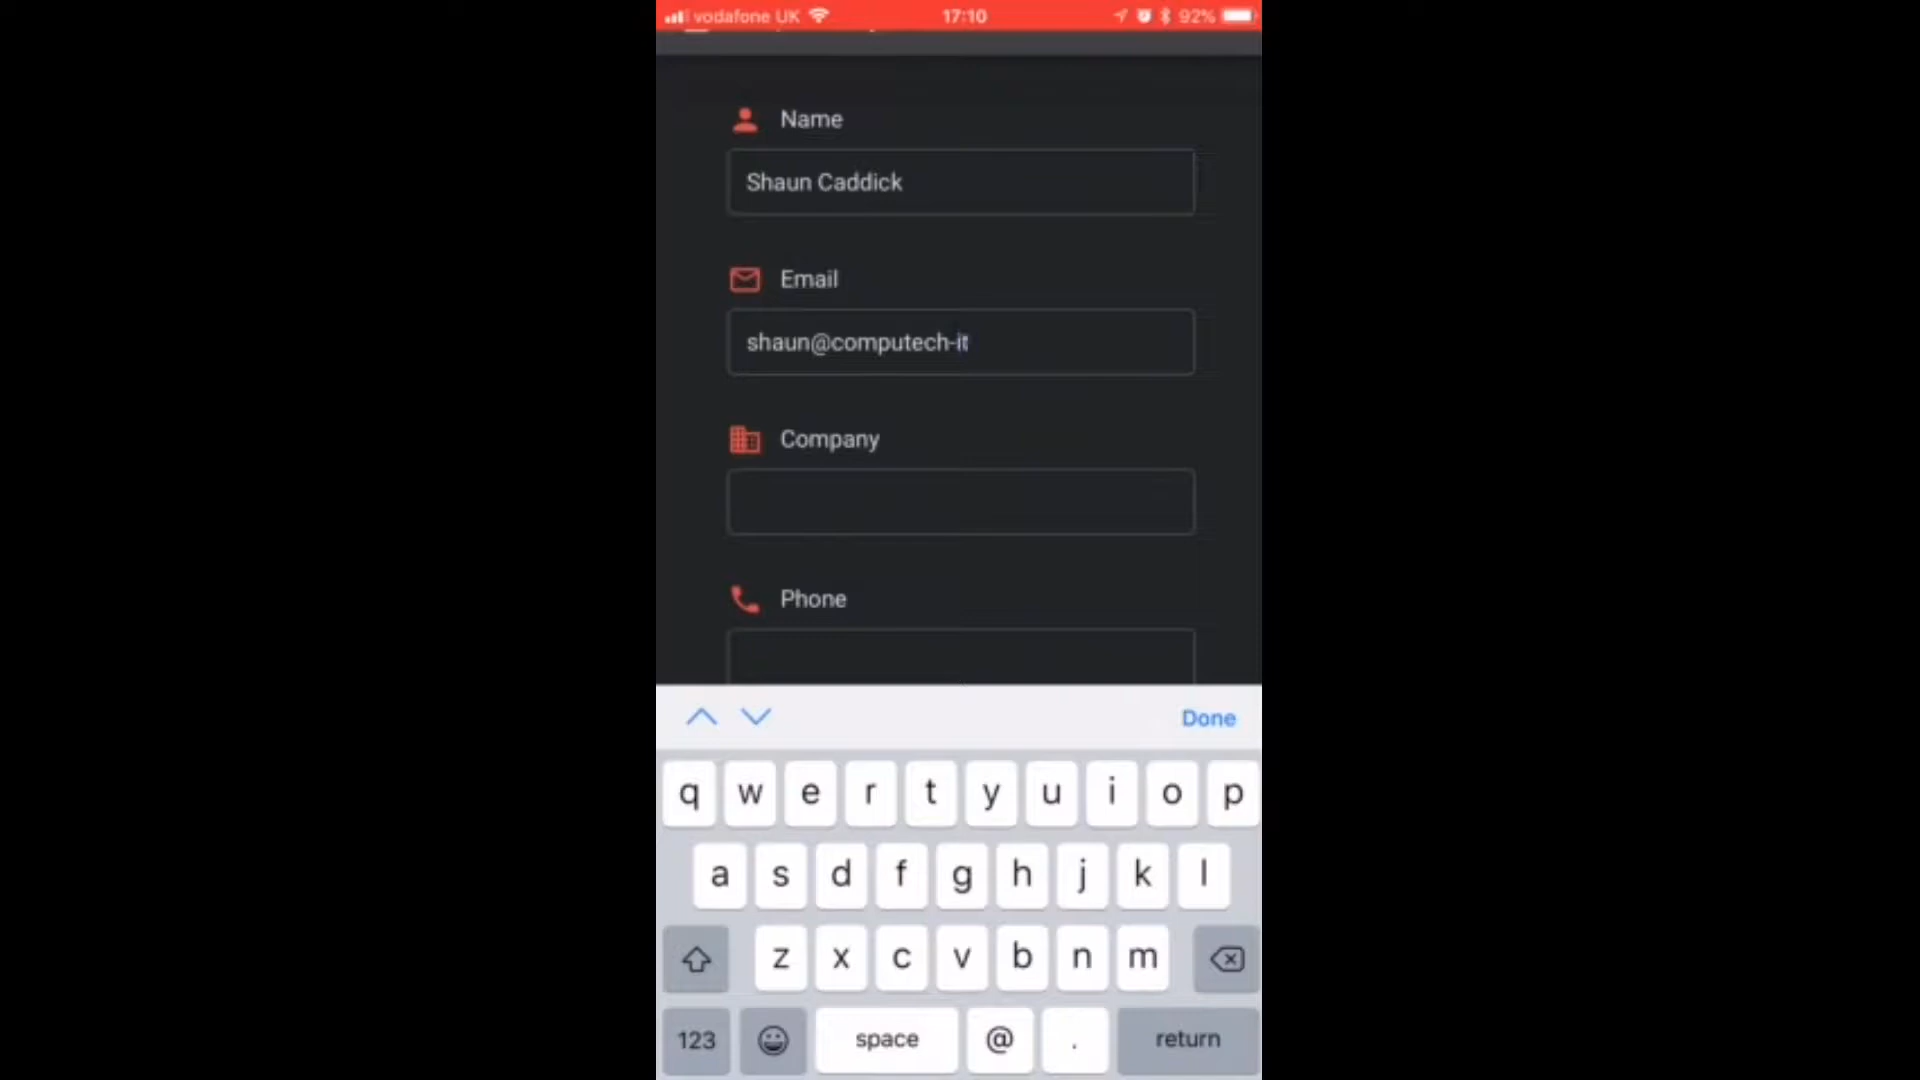 vodafone UK 17:10 92%
Name
Shaun Caddick
Email
shaun@computech-it
Company
Phone
Done
q w e r t y u i o p
a s d f g h j k l
z x c v b n m
123 space @ . return